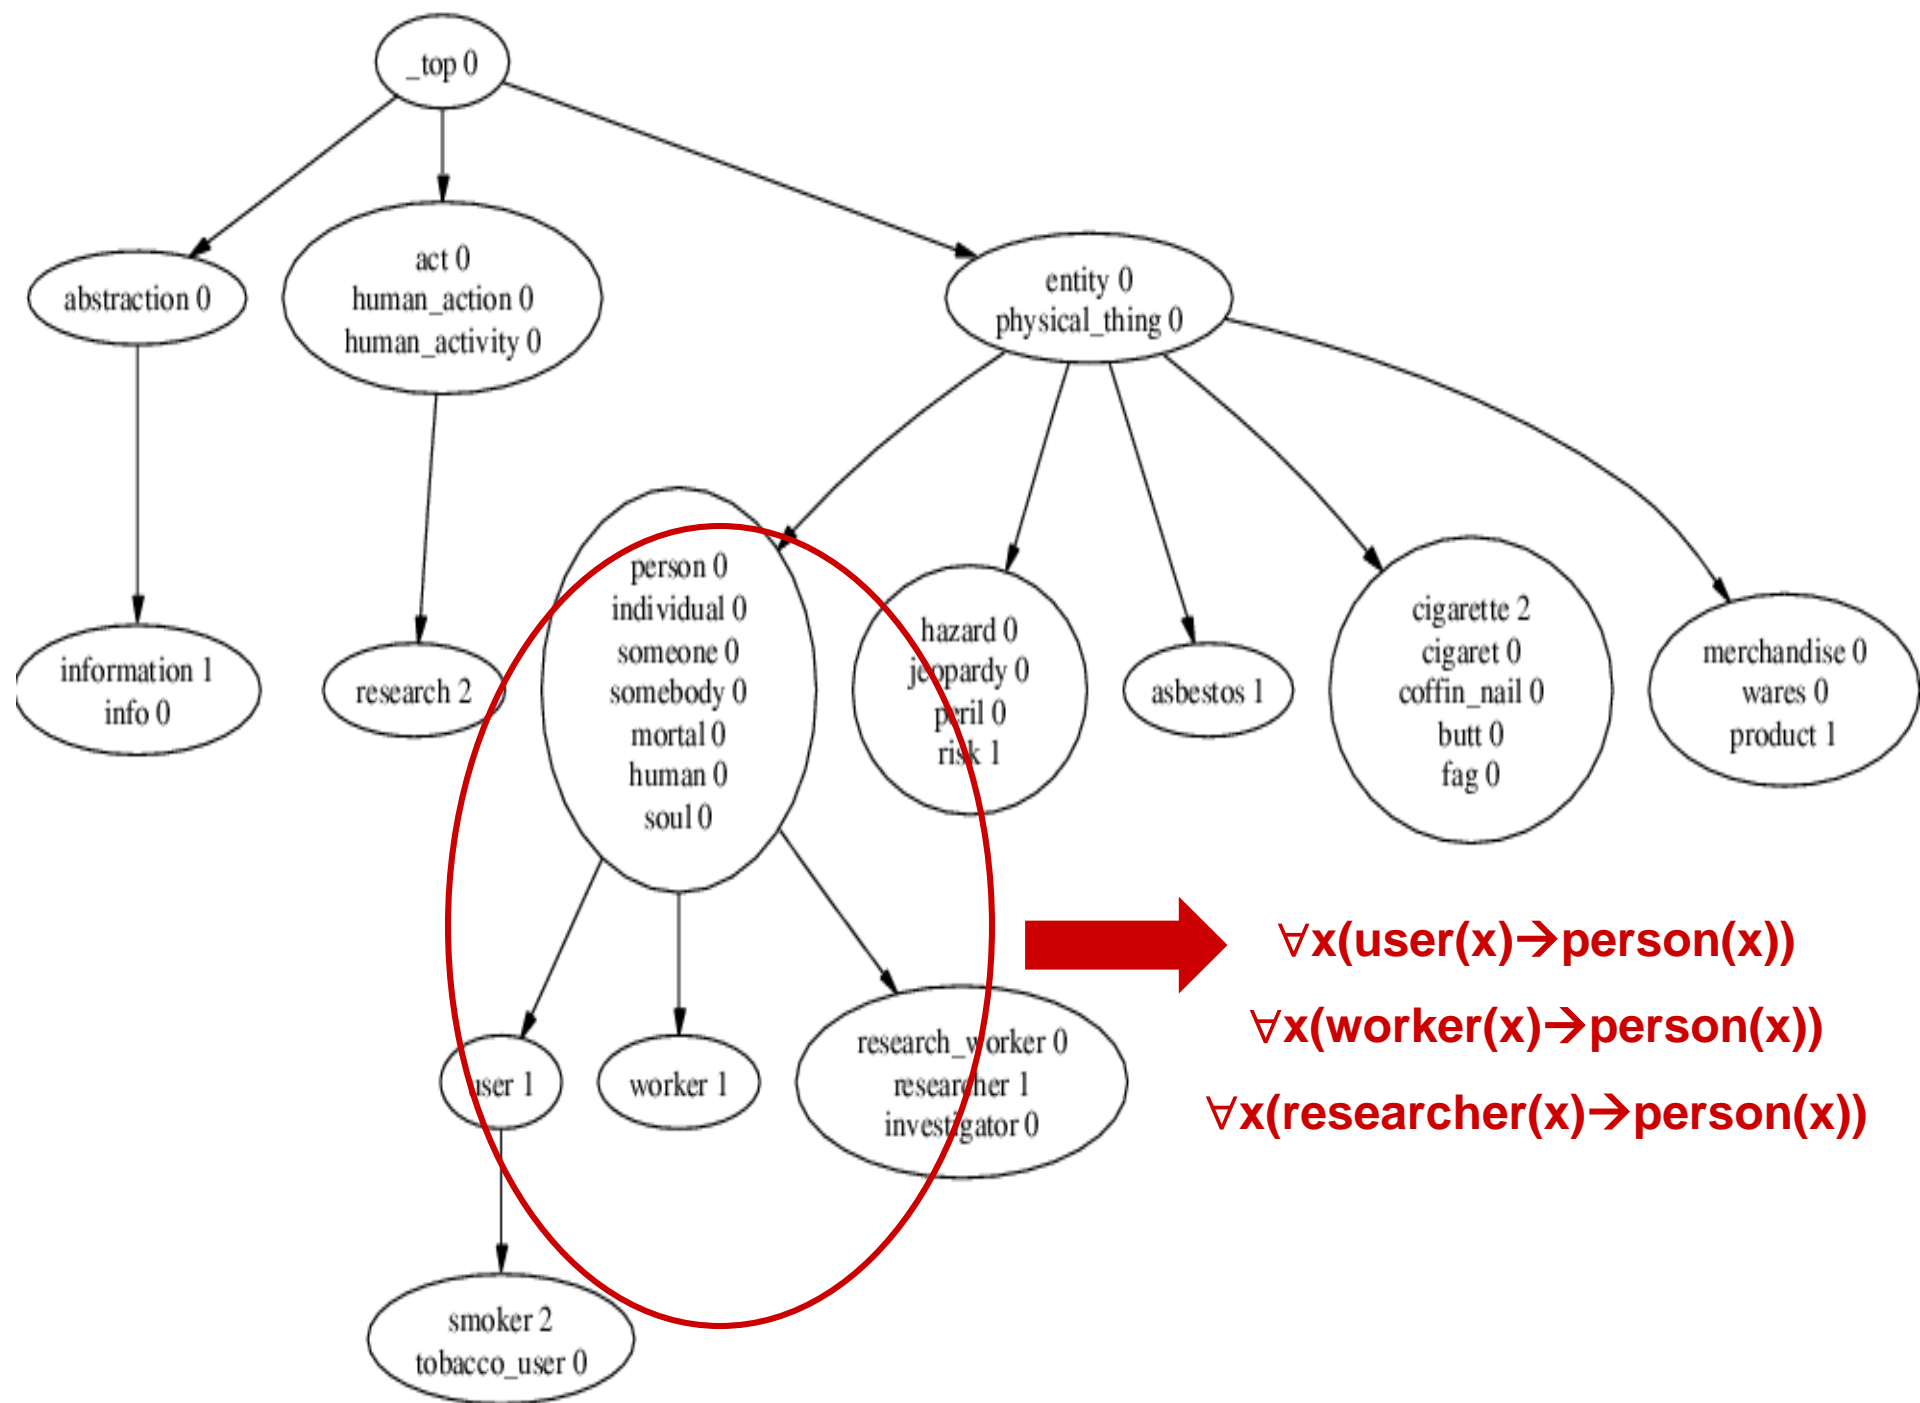 _top 0
abstraction 0
act 0
human_action 0
human_activity 0
entity 0
physical_thing 0
information 1
info 0
research 2
person 0
individual 0
someone 0
somebody 0
mortal 0
human 0
soul 0
hazard 0
jeopardy 0
peril 0
risk 1
asbestos 1
cigarette 2
cigaret 0
coffin_nail 0
butt 0
fag 0
merchandise 0
wares 0
product 1
user 1
worker 1
research_worker 0
researcher 1
investigator 0
smoker 2
tobacco_user 0
∀x(user(x)→person(x))
∀x(worker(x)→person(x))
∀x(researcher(x)→person(x))